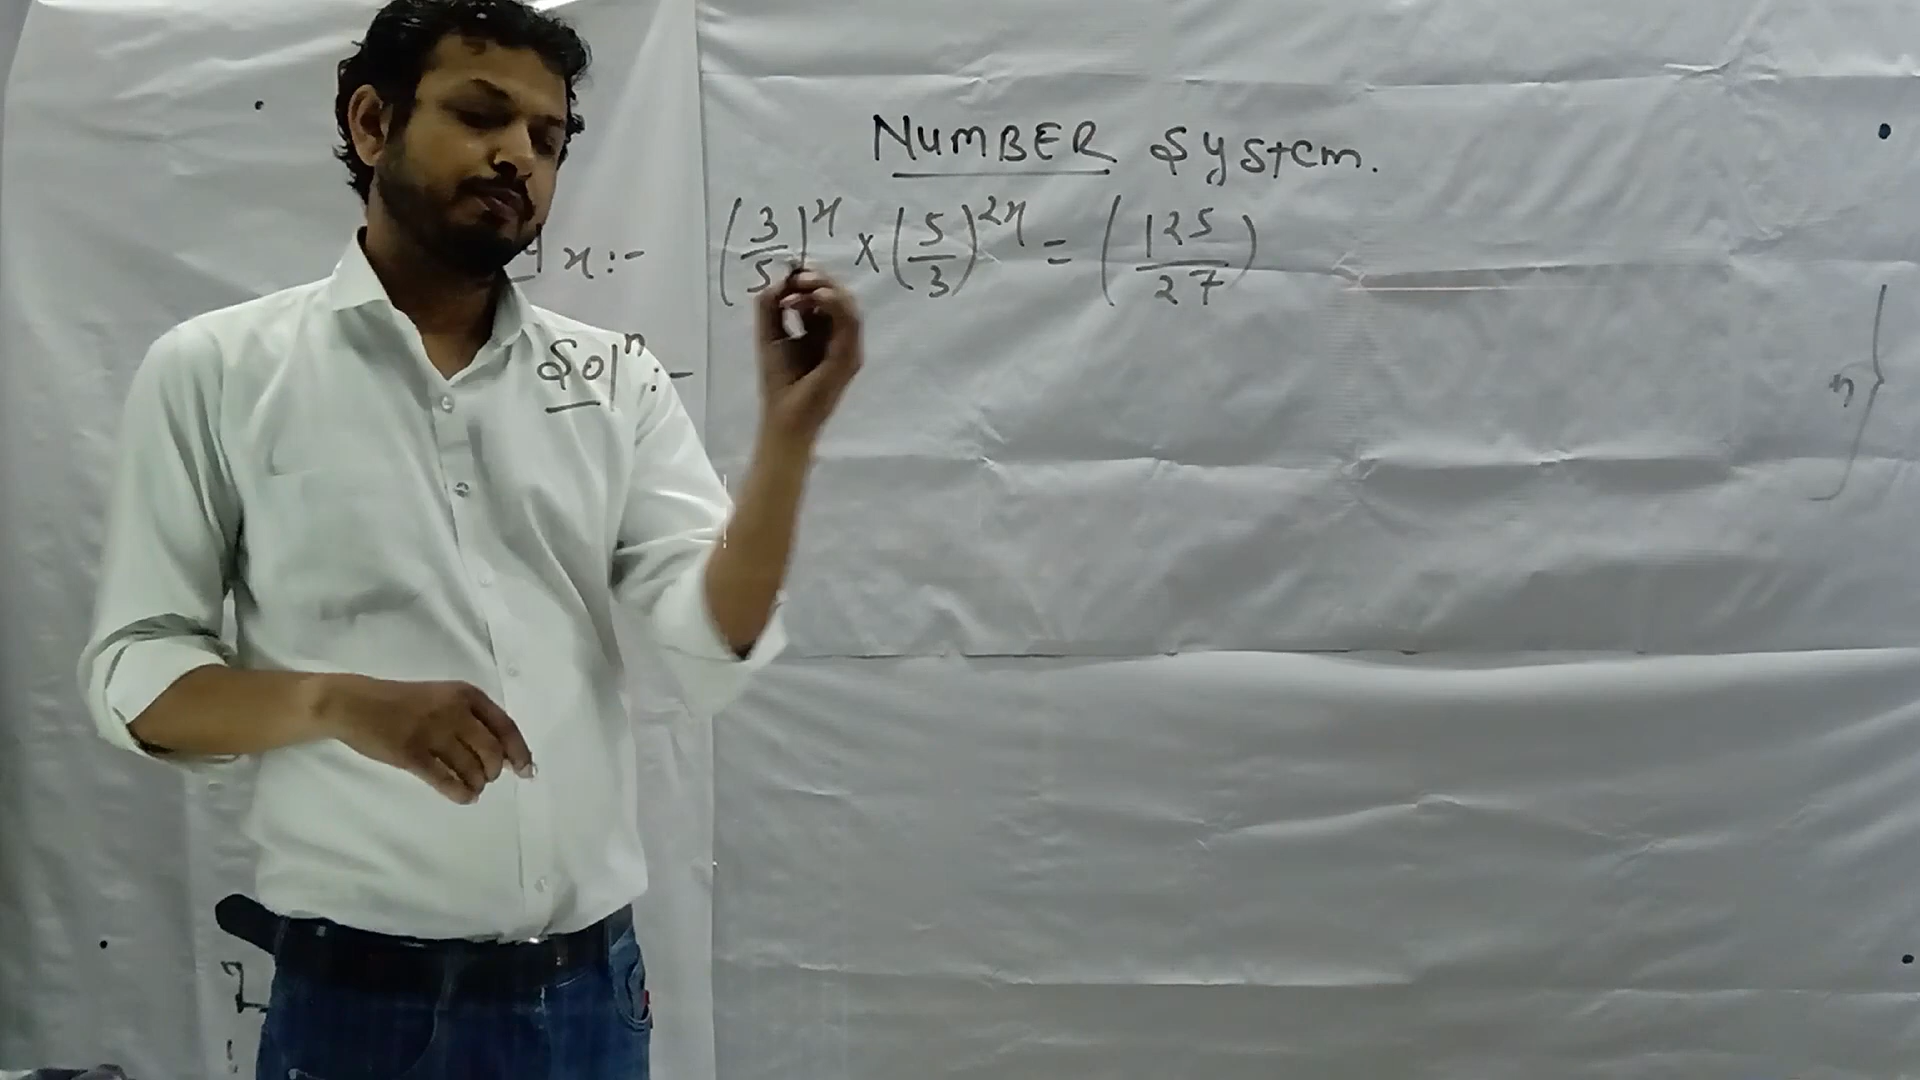 NUMBER System.
x:- (3/5)^x × (5/3)^2x = (125/27)
Sol^n :-
n